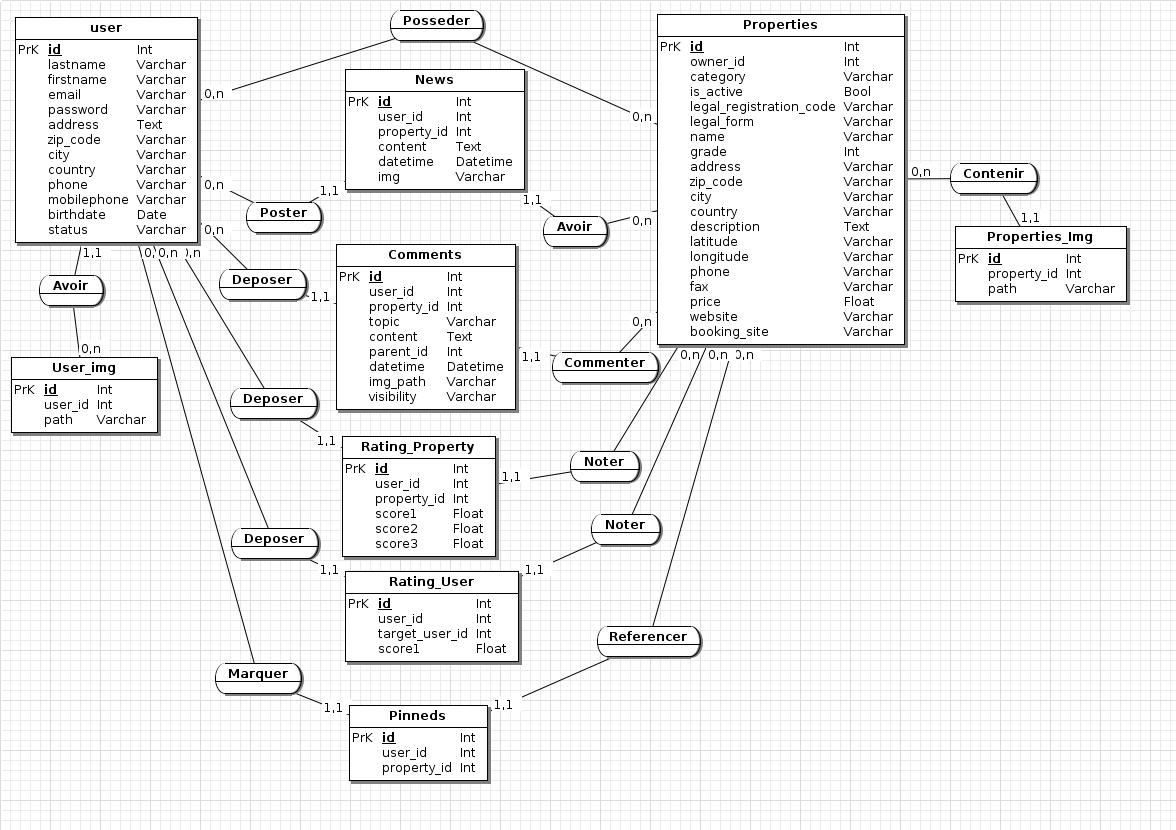 user
PrK id Int
lastname Varchar
firstname Varchar
email Varchar
password Varchar
address Text
zip_code Varchar
city Varchar
country Varchar
phone Varchar
mobilephone Varchar
birthdate Date
status Varchar
Posseder
0,n
0,n
News
PrK id Int
user_id Int
property_id Int
content Text
datetime Datetime
img Varchar
Properties
PrK id Int
owner_id Int
category Varchar
is_active Bool
legal_registration_code Varchar
legal_form Varchar
name Varchar
grade Int
address Varchar
zip_code Varchar
city Varchar
country Varchar
description Text
latitude Varchar
longitude Varchar
phone Varchar
fax Varchar
price Float
website Varchar
booking_site Varchar
0,n
Contenir
1,1
Properties_Img
PrK id Int
property_id Int
path Varchar
0,n
Poster
1,1
1,1
Avoir
0,n
0,n
Deposer
1,1
Comments
PrK id Int
user_id Int
property_id Int
topic Varchar
content Text
parent_id Int
datetime Datetime
img_path Varchar
visibility Varchar
1,1
Commenter
0,n
1,1
Avoir
0,n
User_img
PrK id Int
user_id Int
path Varchar
0,0,n ),n
0,n 0,n 0,n
Deposer
1,1
Rating_Property
PrK id Int
user_id Int
property_id Int
score1 Float
score2 Float
score3 Float
1,1
Noter
Deposer
1,1
Rating_User
PrK id Int
user_id Int
target_user_id Int
score1 Float
1,1
Noter
Referencer
Marquer
1,1
1,1
Pinneds
PrK id Int
user_id Int
property_id Int